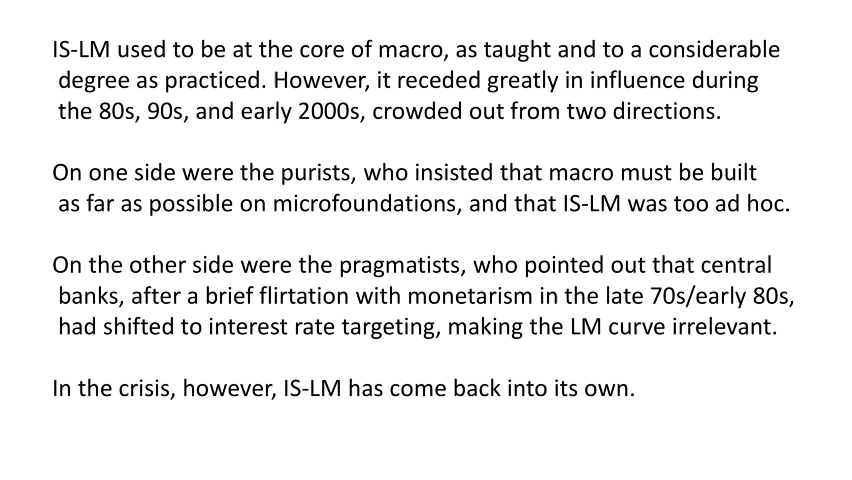 IS-LM used to be at the core of macro, as taught and to a considerable
degree as practiced. However, it receded greatly in influence during
the 80s, 90s, and early 2000s, crowded out from two directions.
On one side were the purists, who insisted that macro must be built
as far as possible on microfoundations, and that IS-LM was too ad hoc.
On the other side were the pragmatists, who pointed out that central
banks, after a brief flirtation with monetarism in the late 70s/early 80s,
had shifted to interest rate targeting, making the LM curve irrelevant.
In the crisis, however, IS-LM has come back into its own.